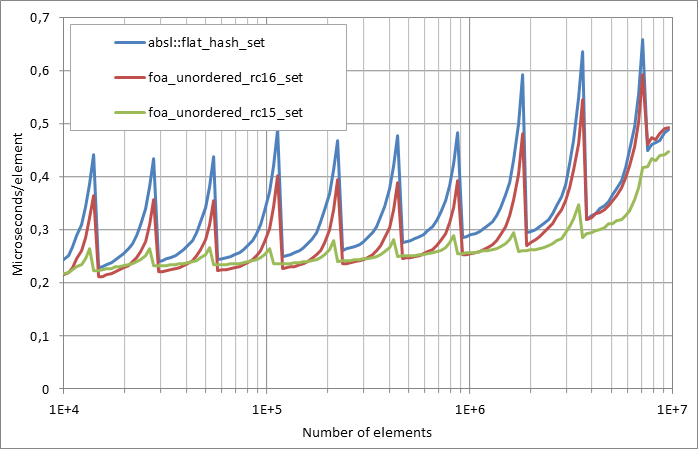 0,7
0,6
0,5
0,4
0,3
0,2
0,1
0
Microseconds/element
absl::flat_hash_set
foa_unordered_rc16_set
foa_unordered_rc15_set
1E+4
1E+5
1E+6
1E+7
Number of elements